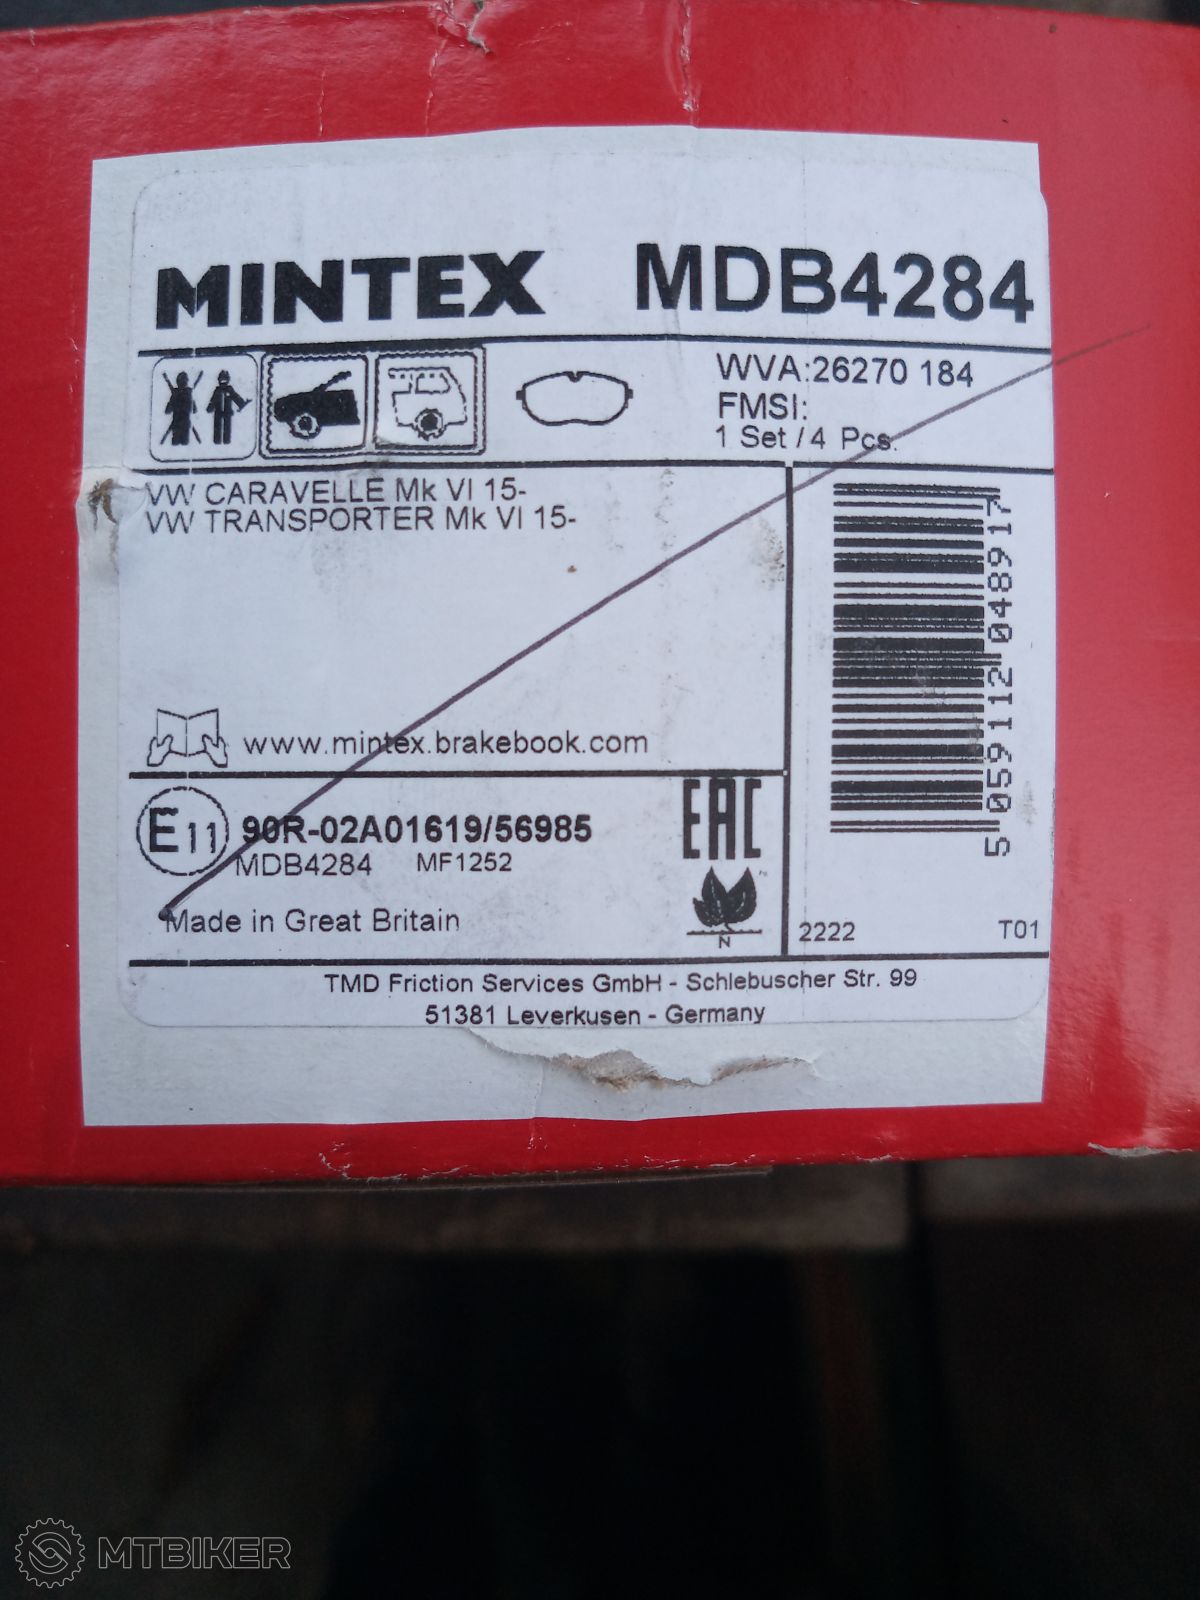 MINTEX MDB4284
WVA:26270 184
FMSI:
1 Set / 4 Pcs.
VW CARAVELLE Mk VI 15-
VW TRANSPORTER Mk VI 15-
www.mintex.brakebook.com
5 059112 048917
E11 90R-02A01619/56985
MDB4284 MF1252
Made in Great Britain
EAC
N
2222 T01
TMD Friction Services GmbH - Schlebuscher Str. 99
51381 Leverkusen - Germany
MTBIKER